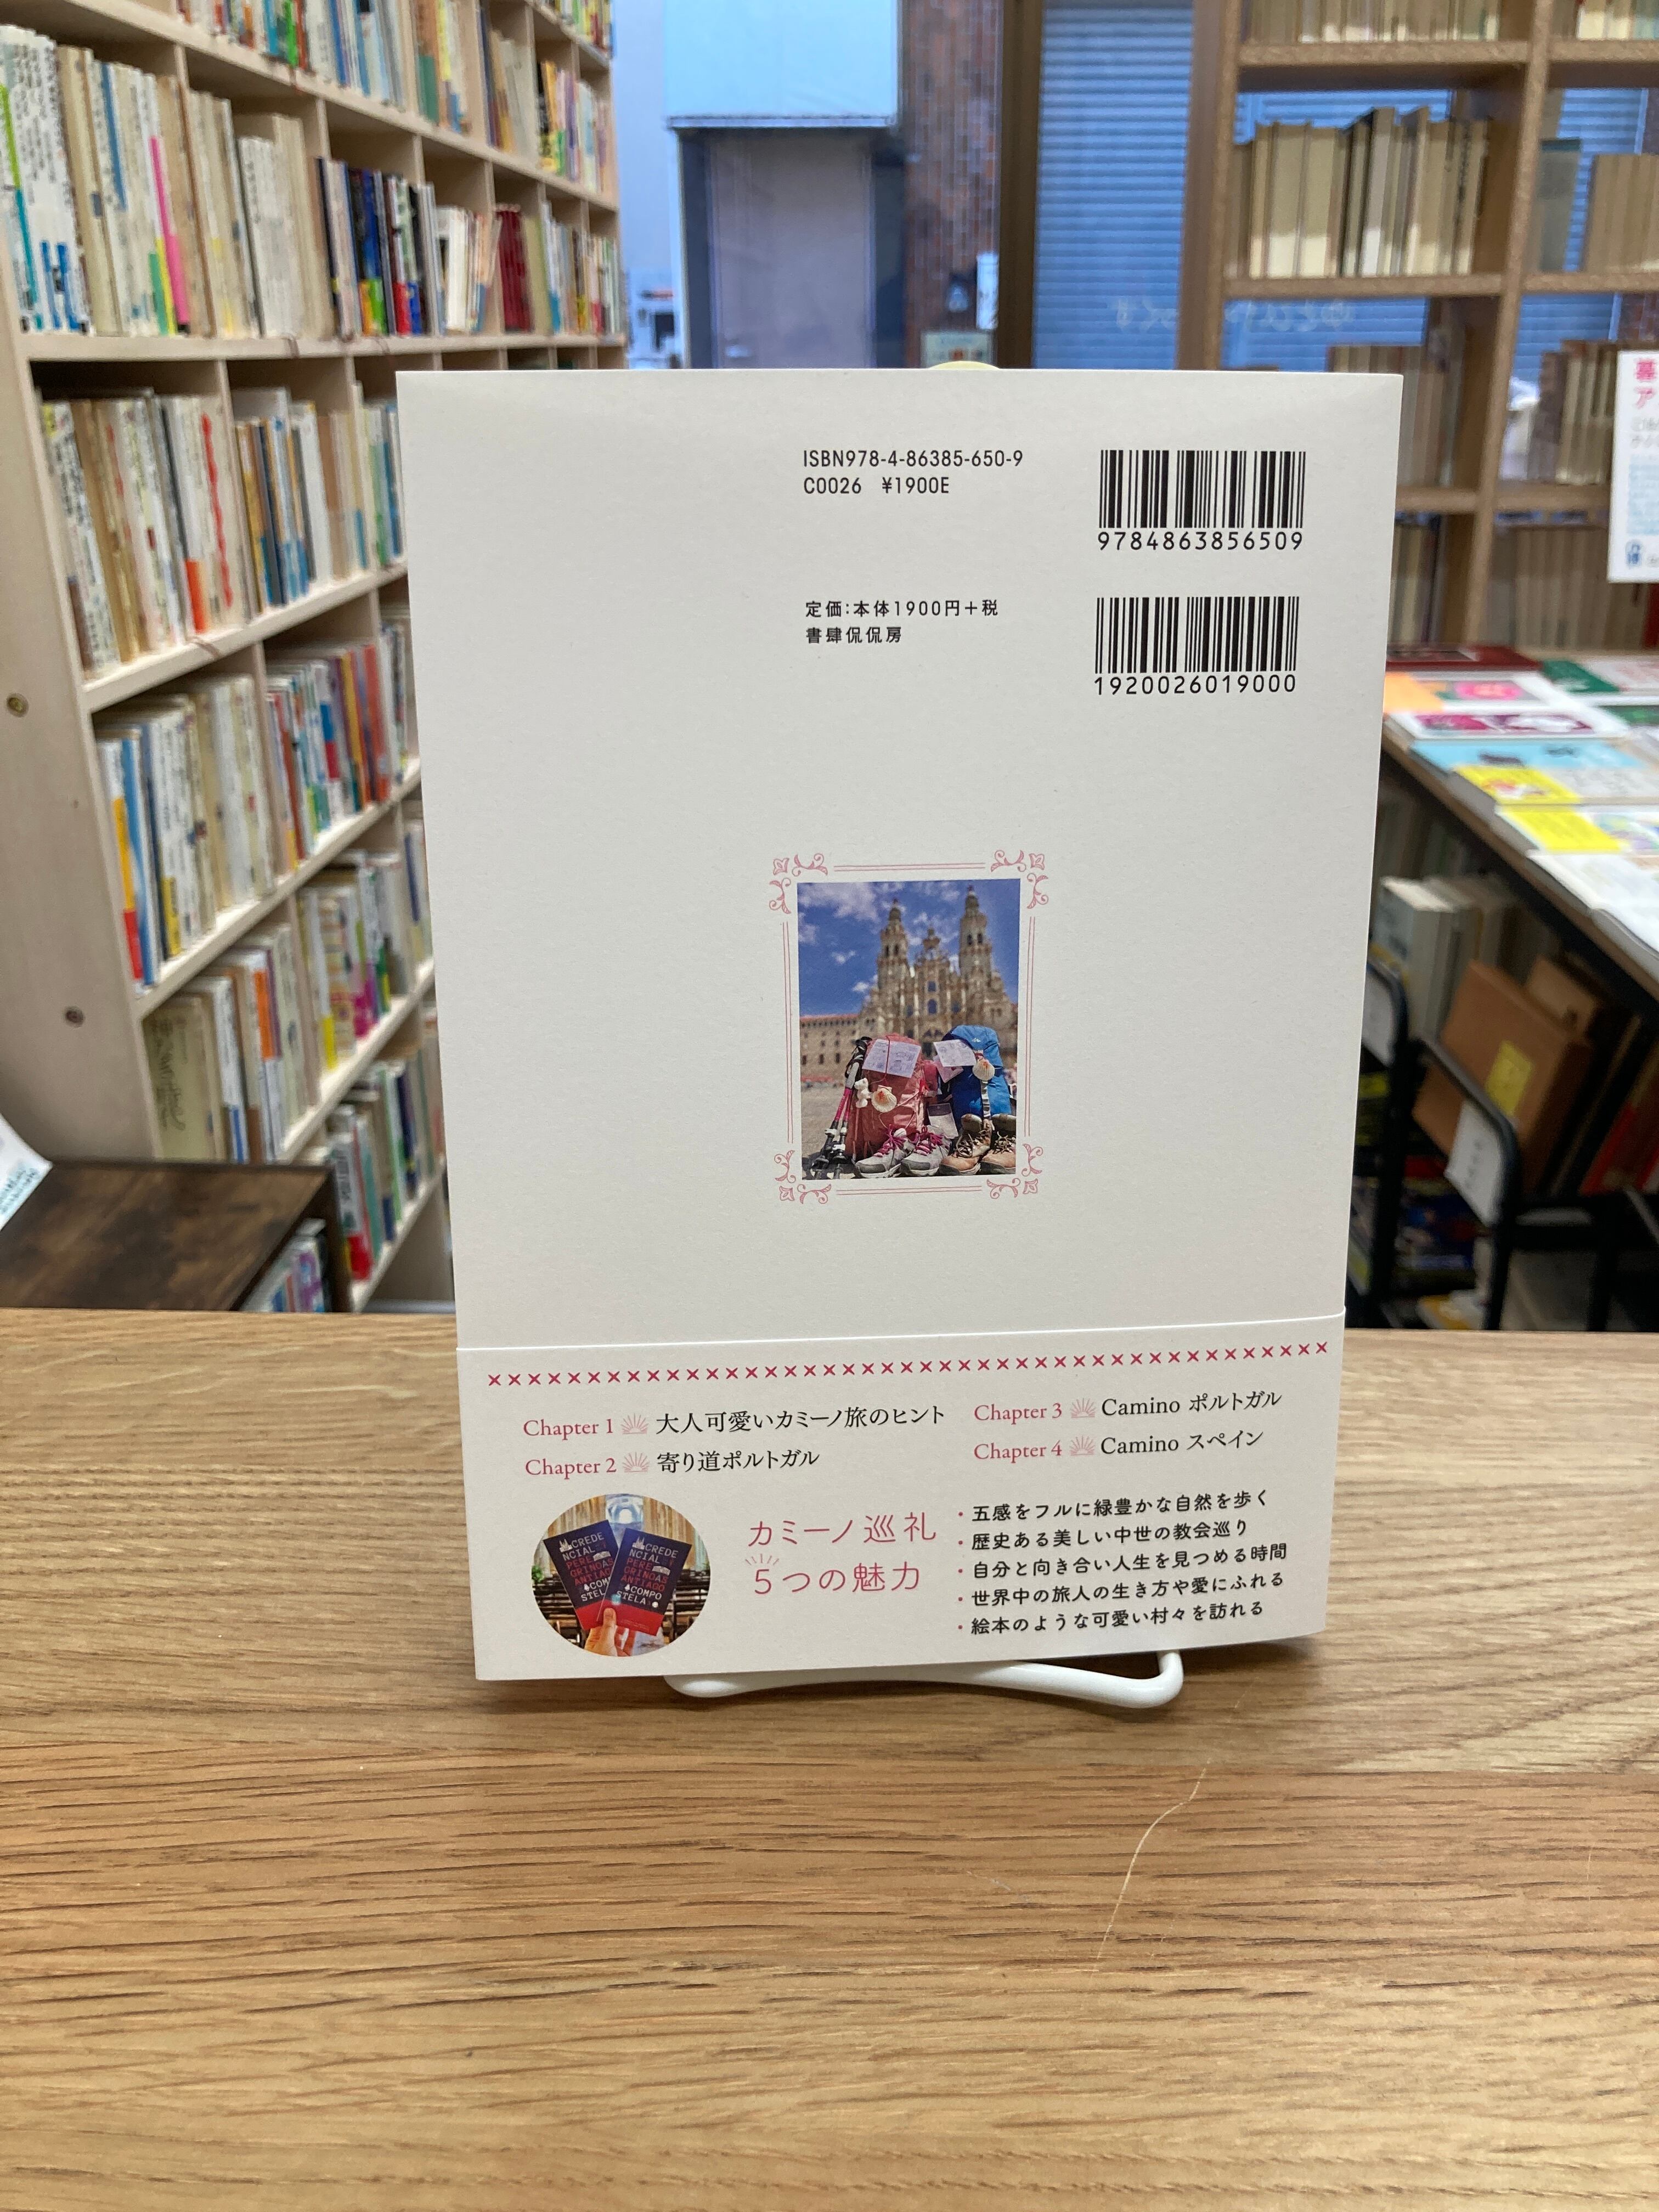 ISBN978-4-86385-650-9
C0026 ¥1900E
9784863856509
定価:本体1900円+税
書肆侃侃房
1920026019000
Chapter 1 大人可愛いカミーノ旅のヒント
Chapter 2 寄り道ポルトガル
Chapter 3 Camino ポルトガル
Chapter 4 Camino スペイン
CREDE
NCIAL
PERE
GRINOAS
ANTIAGO
COMPO
STELA
カミーノ巡礼
5つの魅力
・五感をフルに緑豊かな自然を歩く
・歴史ある美しい中世の教会巡り
・自分と向き合い人生を見つめる時間
・世界中の旅人の生き方や愛にふれる
・絵本のような可愛い村々を訪れる